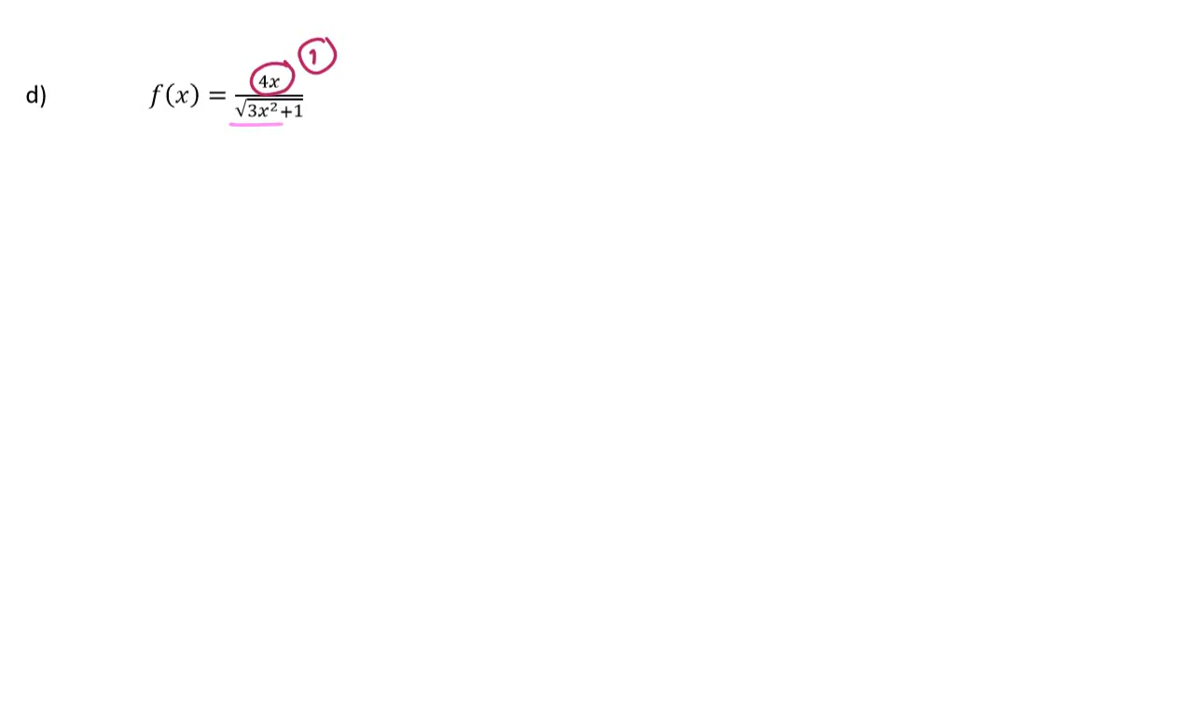 d) f(x) = 4x / √3x²+1 ①